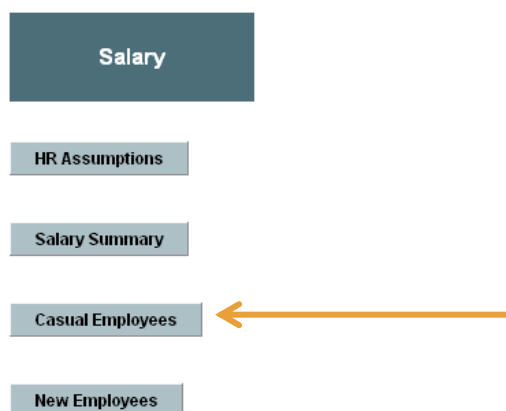 Salary
HR Assumptions
Salary Summary
Casual Employees
New Employees